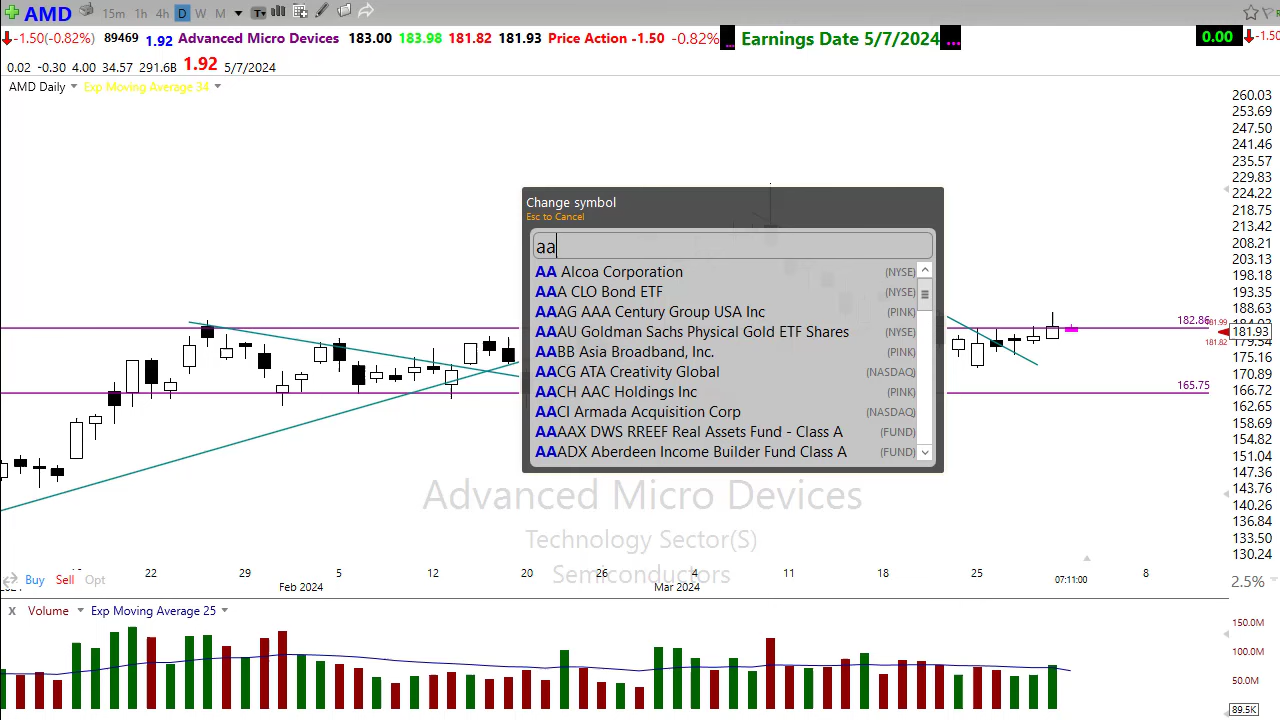 AMD 15m 1h 4h D W M
-1.50(-0.82%) 89469 1.92 Advanced Micro Devices 183.00 183.98 181.82 181.93 Price Action -1.50 -0.82% ... Earnings Date 5/7/2024 ... 0.00 -1.50
0.02 -0.30 4.00 34.57 291.6B 1.92 5/7/2024
AMD Daily Exp Moving Average 34
Change symbol
Esc to Cancel
aa
AA Alcoa Corporation (NYSE)
AAA CLO Bond ETF (NYSE)
AAAG AAA Century Group USA Inc (PINK)
AAAU Goldman Sachs Physical Gold ETF Shares (NYSE)
AABB Asia Broadband, Inc. (PINK)
AACG ATA Creativity Global (NASDAQ)
AACH AAC Holdings Inc (PINK)
AACI Armada Acquisition Corp (NASDAQ)
AAAAX DWS RREEF Real Assets Fund - Class A (FUND)
AAADX Aberdeen Income Builder Fund Class A (FUND)
260.03
253.69
247.50
241.46
235.57
229.83
224.22
218.75
213.42
208.21
203.13
198.18
193.35
188.63
182.86 181.99
181.93
181.82
179.54
175.16
170.89
165.75
166.72
162.65
158.69
154.82
151.04
147.36
143.76
140.26
136.84
133.50
130.24
Advanced Micro Devices
Technology Sector(S)
Semiconductors
Buy Sell Opt
22 29 5 12 20 26 4 11 18 25 07:11:00 8 2.5%
Feb 2024 Mar 2024
X Volume Exp Moving Average 25
150.0M
100.0M
50.0M
89.5K